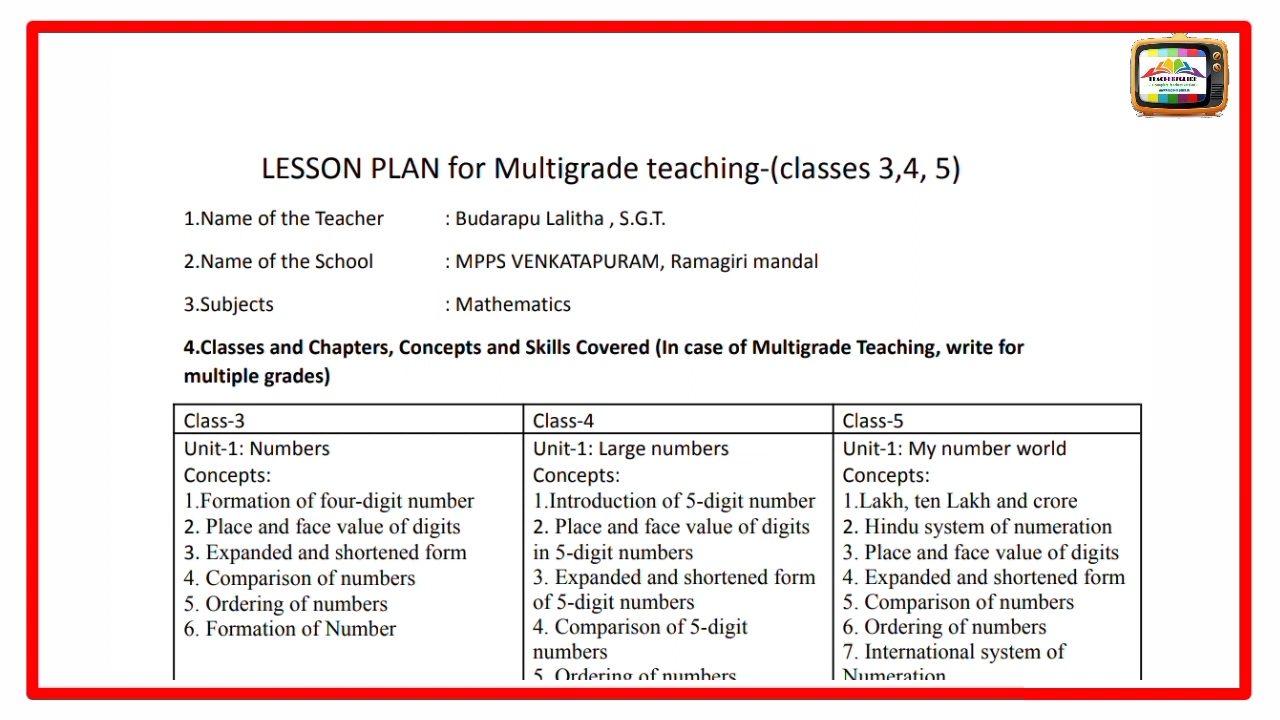 LESSON PLAN for Multigrade teaching-(classes 3,4, 5)
1.Name of the Teacher : Budarapu Lalitha , S.G.T.
2.Name of the School : MPPS VENKATAPURAM, Ramagiri mandal
3.Subjects : Mathematics
4.Classes and Chapters, Concepts and Skills Covered (In case of Multigrade Teaching, write for
multiple grades)
Class-3
Unit-1: Numbers
Concepts:
1.Formation of four-digit number
2. Place and face value of digits
3. Expanded and shortened form
4. Comparison of numbers
5. Ordering of numbers
6. Formation of Number
Class-4
Unit-1: Large numbers
Concepts:
1.Introduction of 5-digit number
2. Place and face value of digits
in 5-digit numbers
3. Expanded and shortened form
of 5-digit numbers
4. Comparison of 5-digit
numbers
5. Ordering of numbers
Class-5
Unit-1: My number world
Concepts:
1.Lakh, ten Lakh and crore
2. Hindu system of numeration
3. Place and face value of digits
4. Expanded and shortened form
5. Comparison of numbers
6. Ordering of numbers
7. International system of
Numeration